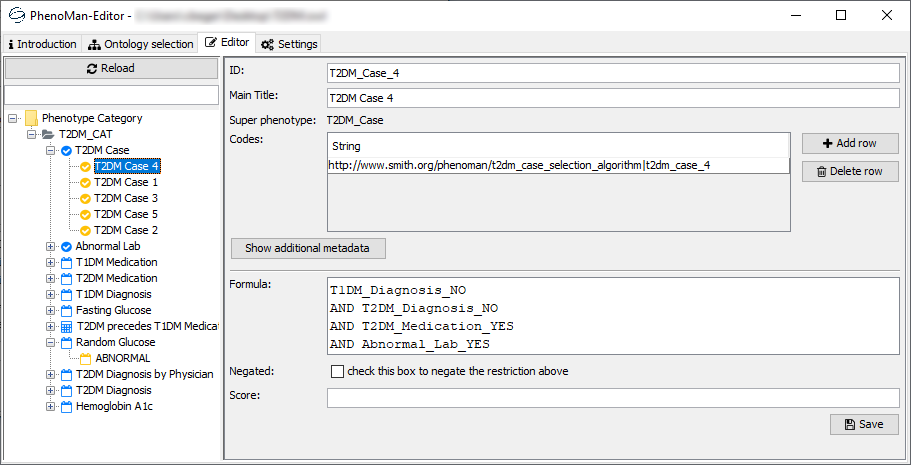 PhenoMan-Editor -
Introduction
Ontology selection
Editor
Settings
Reload
Phenotype Category
T2DM_CAT
T2DM Case
T2DM Case 4
T2DM Case 1
T2DM Case 3
T2DM Case 5
T2DM Case 2
Abnormal Lab
T1DM Medication
T2DM Medication
T1DM Diagnosis
Fasting Glucose
T2DM precedes T1DM Medicat
Random Glucose
ABNORMAL
T2DM Diagnosis by Physician
T2DM Diagnosis
Hemoglobin A1c
ID:
T2DM_Case_4
Main Title:
T2DM Case 4
Super phenotype:
T2DM_Case
Codes:
String
http://www.smith.org/phenoman/t2dm_case_selection_algorithm|t2dm_case_4
Add row
Delete row
Show additional metadata
Formula:
T1DM_Diagnosis_NO
AND T2DM_Diagnosis_NO
AND T2DM_Medication_YES
AND Abnormal_Lab_YES
Negated:
check this box to negate the restriction above
Score:
Save